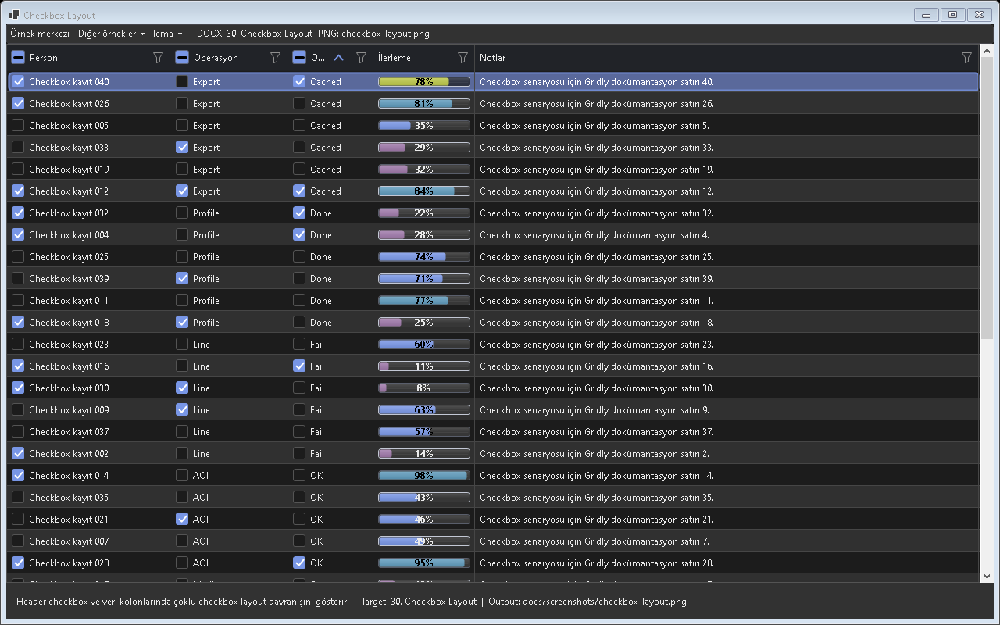 Checkbox Layout
Örnek merkezi Diğer örnekler Tema DOCX: 30. Checkbox Layout PNG: checkbox-layout.png
Person Operasyon O... İlerleme Notlar
Checkbox kayıt 040 Export Cached 78% Checkbox senaryosu için Gridly dokümantasyon satırı 40.
Checkbox kayıt 026 Export Cached 81% Checkbox senaryosu için Gridly dokümantasyon satırı 26.
Checkbox kayıt 005 Export Cached 35% Checkbox senaryosu için Gridly dokümantasyon satırı 5.
Checkbox kayıt 033 Export Cached 29% Checkbox senaryosu için Gridly dokümantasyon satırı 33.
Checkbox kayıt 019 Export Cached 32% Checkbox senaryosu için Gridly dokümantasyon satırı 19.
Checkbox kayıt 012 Export Cached 84% Checkbox senaryosu için Gridly dokümantasyon satırı 12.
Checkbox kayıt 032 Profile Done 22% Checkbox senaryosu için Gridly dokümantasyon satırı 32.
Checkbox kayıt 004 Profile Done 28% Checkbox senaryosu için Gridly dokümantasyon satırı 4.
Checkbox kayıt 025 Profile Done 74% Checkbox senaryosu için Gridly dokümantasyon satırı 25.
Checkbox kayıt 039 Profile Done 71% Checkbox senaryosu için Gridly dokümantasyon satırı 39.
Checkbox kayıt 011 Profile Done 77% Checkbox senaryosu için Gridly dokümantasyon satırı 11.
Checkbox kayıt 018 Profile Done 25% Checkbox senaryosu için Gridly dokümantasyon satırı 18.
Checkbox kayıt 023 Line Fail 60% Checkbox senaryosu için Gridly dokümantasyon satırı 23.
Checkbox kayıt 016 Line Fail 11% Checkbox senaryosu için Gridly dokümantasyon satırı 16.
Checkbox kayıt 030 Line Fail 8% Checkbox senaryosu için Gridly dokümantasyon satırı 30.
Checkbox kayıt 009 Line Fail 63% Checkbox senaryosu için Gridly dokümantasyon satırı 9.
Checkbox kayıt 037 Line Fail 57% Checkbox senaryosu için Gridly dokümantasyon satırı 37.
Checkbox kayıt 002 Line Fail 14% Checkbox senaryosu için Gridly dokümantasyon satırı 2.
Checkbox kayıt 014 AOI OK 98% Checkbox senaryosu için Gridly dokümantasyon satırı 14.
Checkbox kayıt 035 AOI OK 43% Checkbox senaryosu için Gridly dokümantasyon satırı 35.
Checkbox kayıt 021 AOI OK 46% Checkbox senaryosu için Gridly dokümantasyon satırı 21.
Checkbox kayıt 007 AOI OK 49% Checkbox senaryosu için Gridly dokümantasyon satırı 7.
Checkbox kayıt 028 AOI OK 95% Checkbox senaryosu için Gridly dokümantasyon satırı 28.
Header checkbox ve veri kolonlarında çoklu checkbox layout davranışını gösterir. | Target: 30. Checkbox Layout | Output: docs/screenshots/checkbox-layout.png